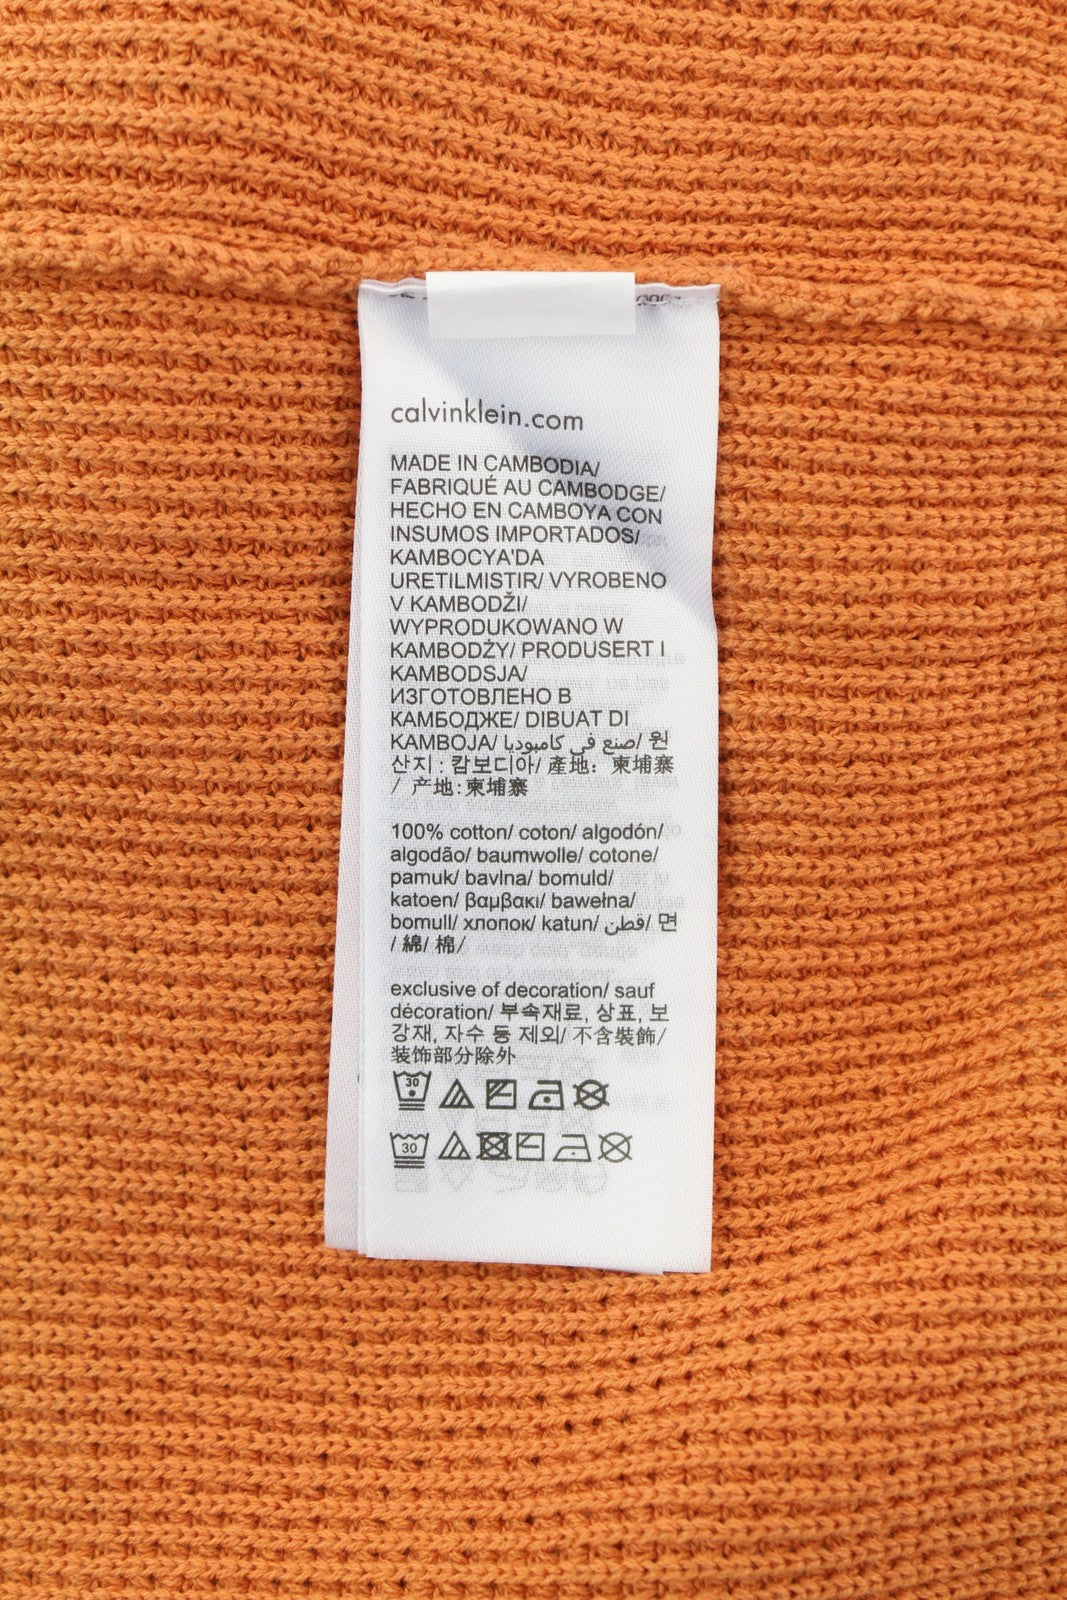 calvinklein.com
MADE IN CAMBODIA/
FABRIQUÉ AU CAMBODGE/
HECHO EN CAMBOYA CON
INSUMOS IMPORTADOS/
KAMBOCYA'DA
URETILMISTIR/ VYROBENO
V KAMBODŽI/
WYPRODUKOWANO W
KAMBODŻY/ PRODUSERT I
KAMBODSJA/
ИЗГОТОВЛЕНО В
КАМБОДЖЕ/ DIBUAT DI
KAMBOJA/ صنع في كامبوديا/ 원
산지 : 캄보디아/ 產地: 柬埔寨
/ 产地:柬埔寨
100% cotton/ coton/ algodón/
algodão/ baumwolle/ cotone/
pamuk/ bavlna/ bomuld/
katoen/ βαμβακι/ bawełna/
bomull/ хлопок/ katun/ قطن/ 면
/ 綿/ 棉/
exclusive of decoration/ sauf
décoration/ 부속재료, 상표, 보
강재, 자수 등 제외/ 不含裝飾/
装饰部分除外
30
30